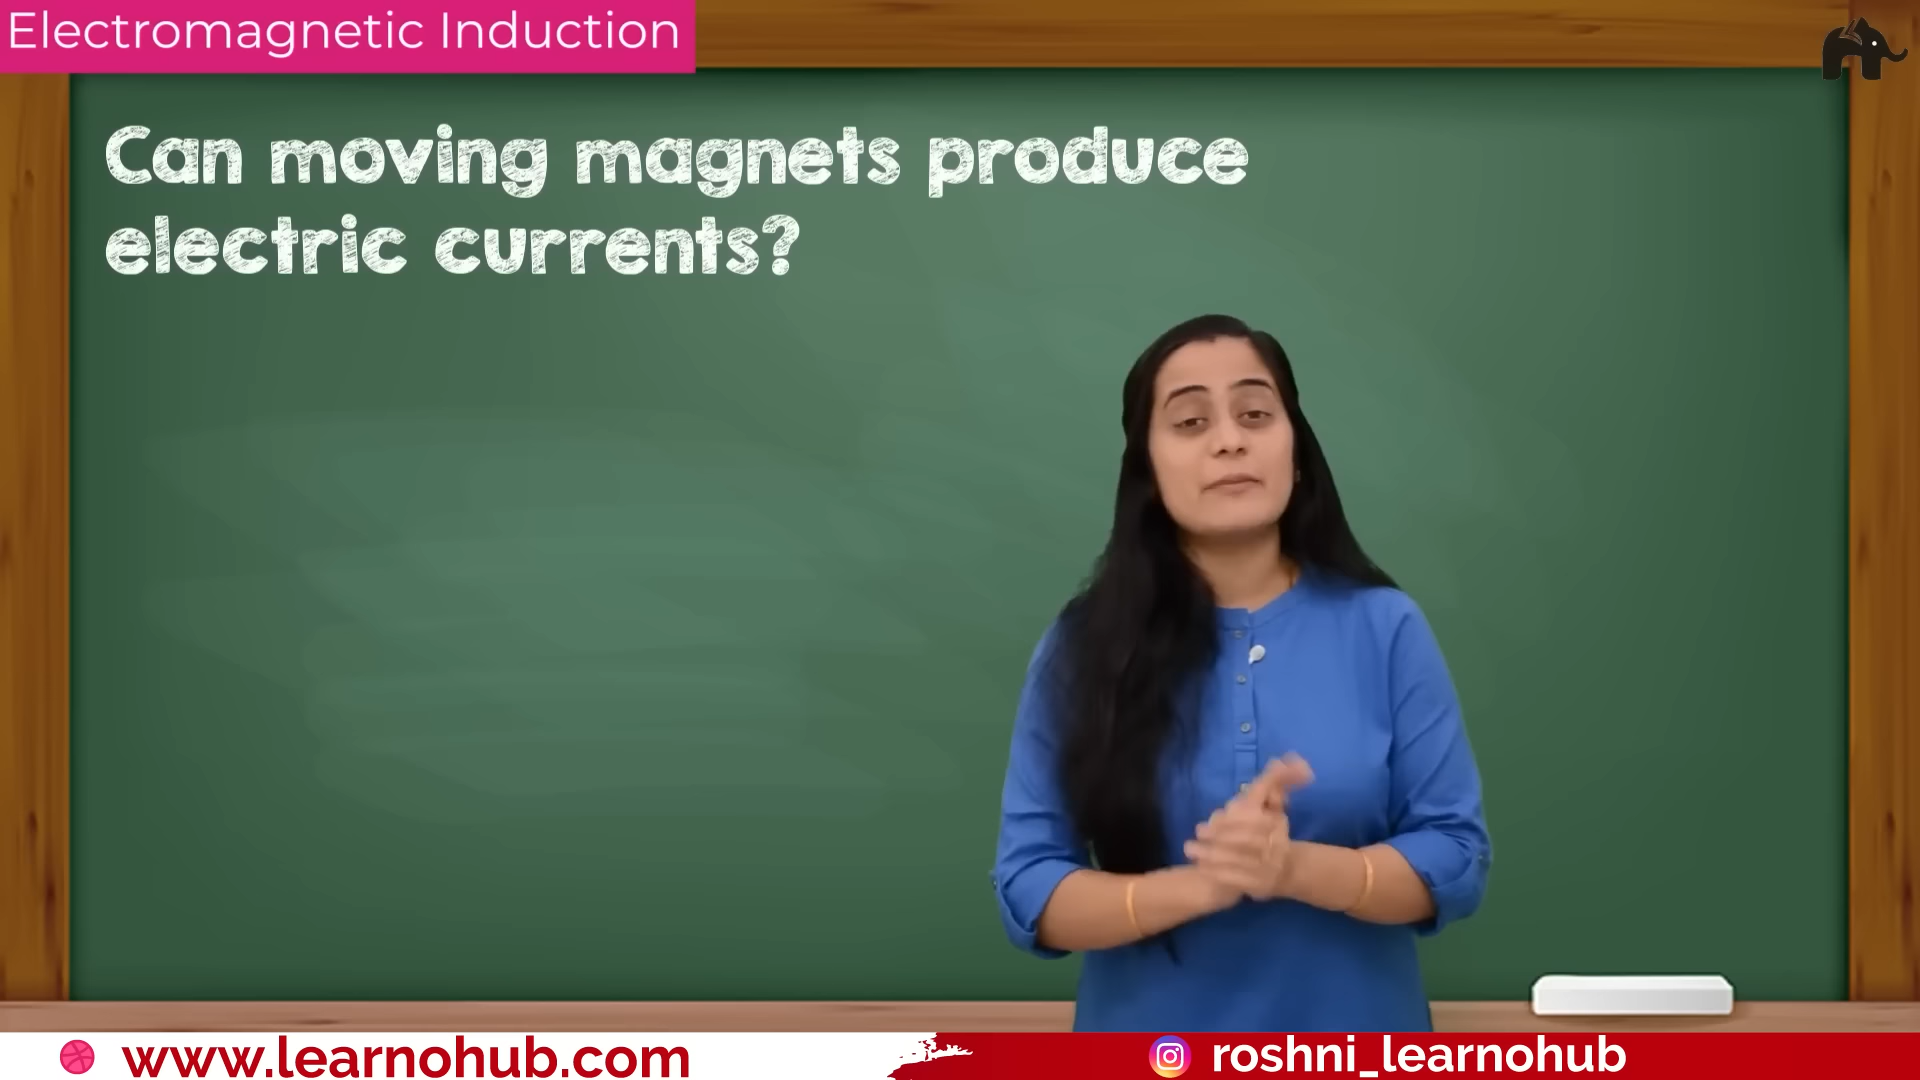 Electromagnetic Induction
Can moving magnets produce
electric currents?
www.learnohub.com
roshni_learnohub